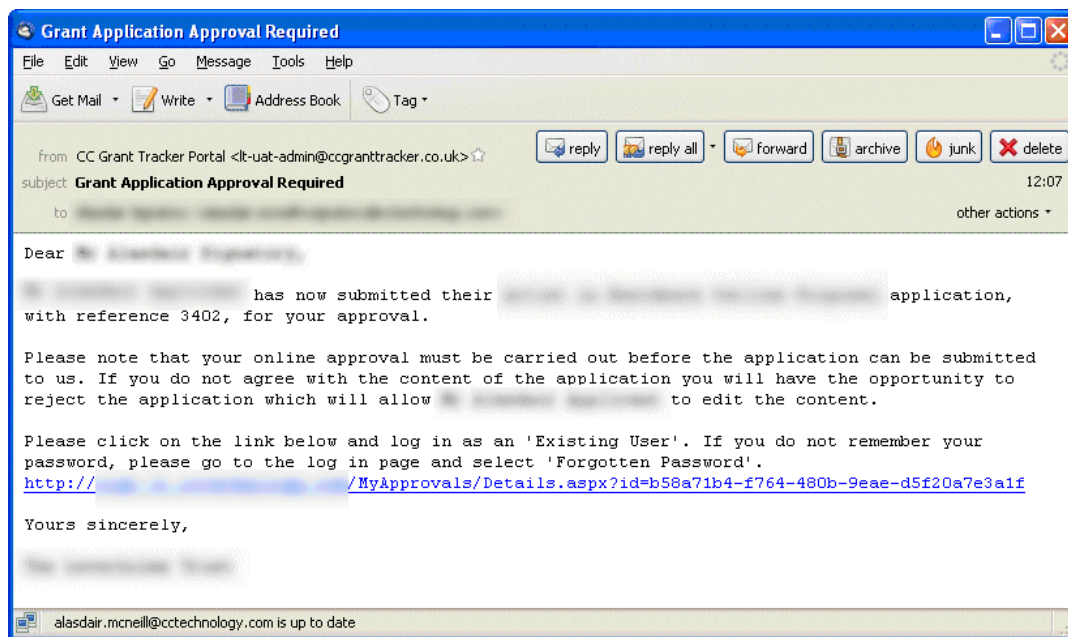 Grant Application Approval Required
File Edit View Go Message Tools Help
Get Mail Write Address Book Tag
from CC Grant Tracker Portal <lt-uat-admin@ccgranttracker.co.uk> reply reply all forward archive junk delete
subject Grant Application Approval Required 12:07
to other actions
Dear
has now submitted their application,
with reference 3402, for your approval.
Please note that your online approval must be carried out before the application can be submitted
to us. If you do not agree with the content of the application you will have the opportunity to
reject the application which will allow to edit the content.
Please click on the link below and log in as an 'Existing User'. If you do not remember your
password, please go to the log in page and select 'Forgotten Password'.
http:// /MyApprovals/Details.aspx?id=b58a71b4-f764-480b-9eae-d5f20a7e3a1f
Yours sincerely,
alasdair.mcneill@cctechnology.com is up to date